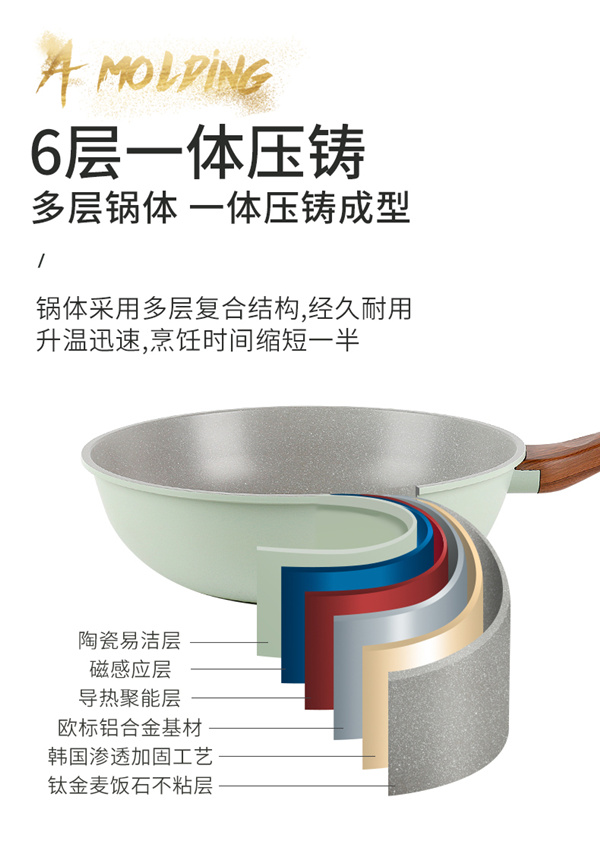 A MOLDING
6层一体压铸
多层锅体 一体压铸成型
/
锅体采用多层复合结构,经久耐用
升温迅速,烹饪时间缩短一半
陶瓷易洁层
磁感应层
导热聚能层
欧标铝合金基材
韩国渗透加固工艺
钛金麦饭石不粘层